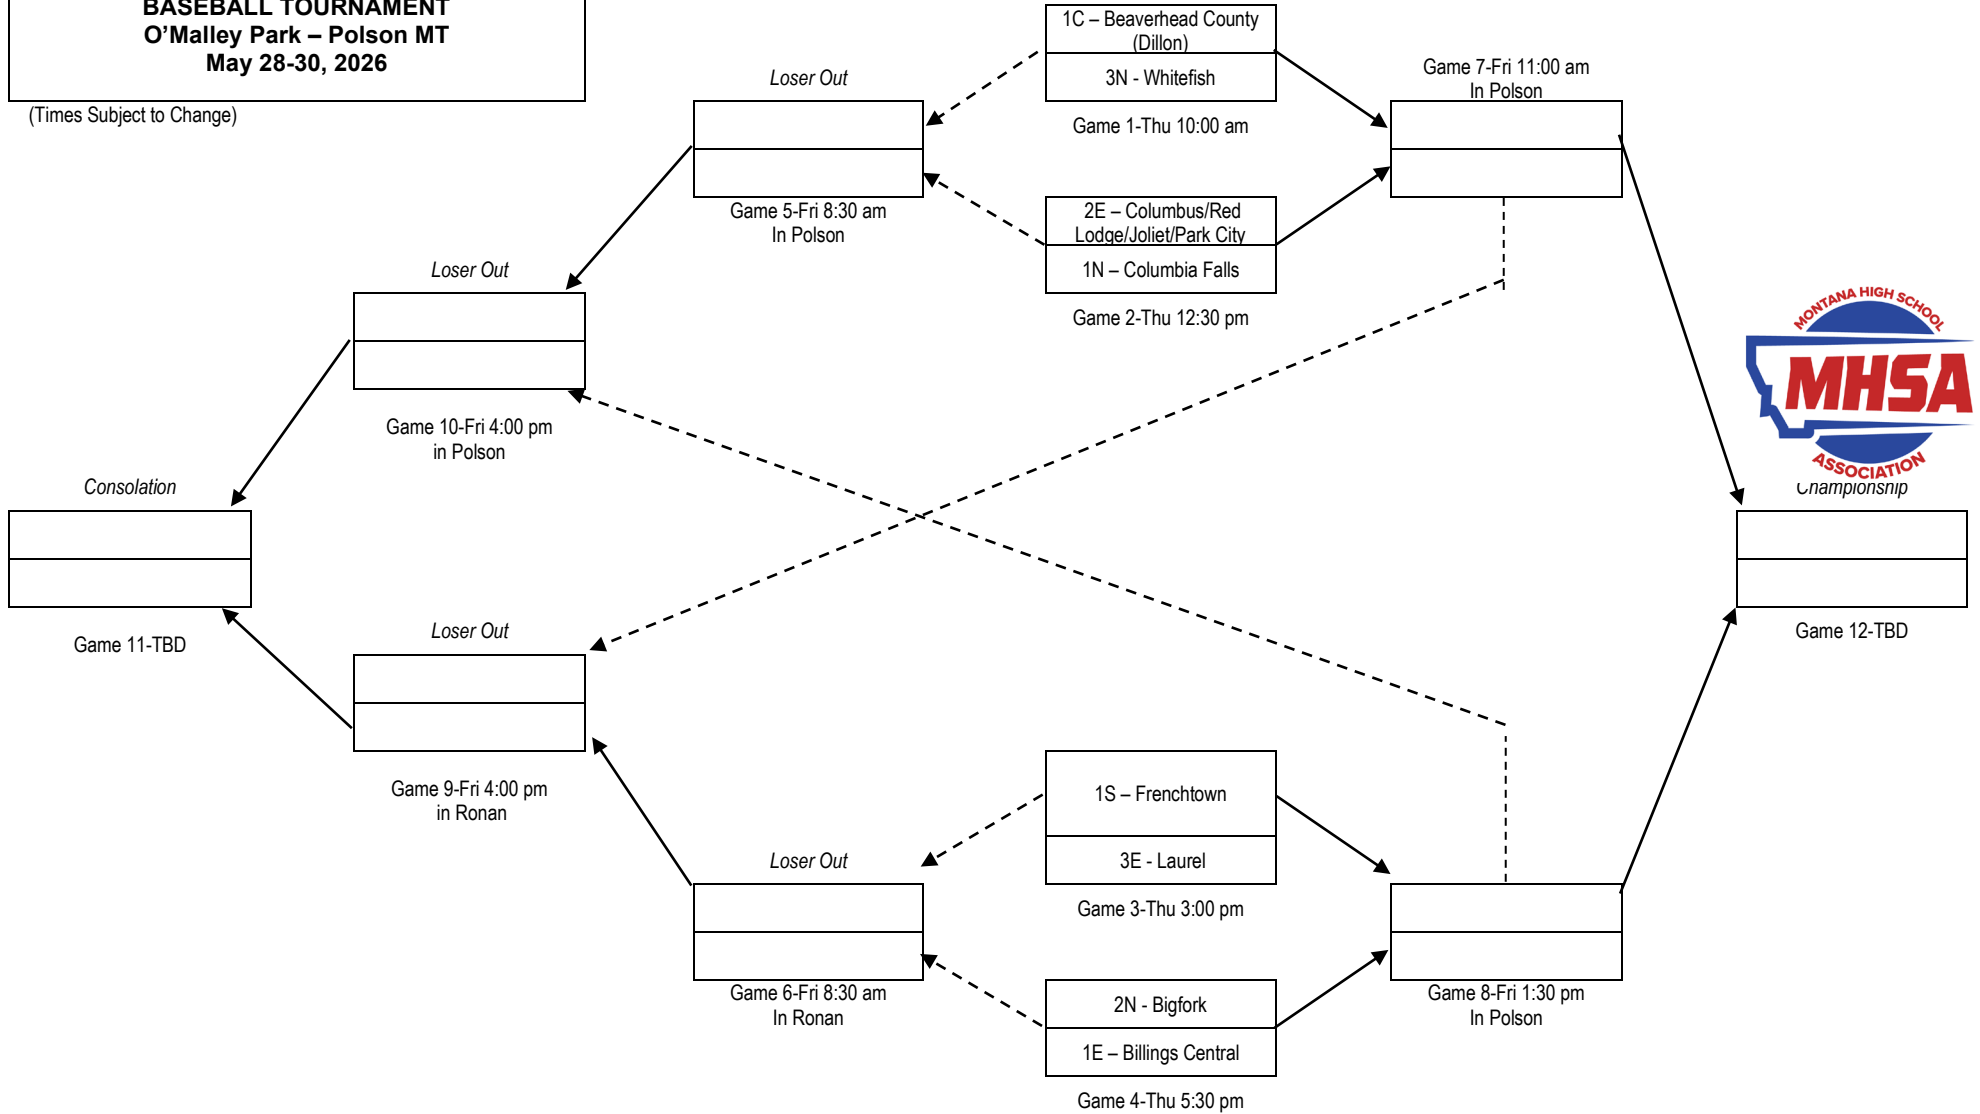 BASEBALL TOURNAMENT
O’Malley Park – Polson MT
May 28-30, 2026
(Times Subject to Change)
1C – Beaverhead County
(Dillon)
3N - Whitefish
Game 1-Thu 10:00 am
Loser Out
Game 5-Fri 8:30 am
In Polson
Game 7-Fri 11:00 am
In Polson
2E – Columbus/Red
Lodge/Joliet/Park City
1N – Columbia Falls
Game 2-Thu 12:30 pm
Loser Out
Game 10-Fri 4:00 pm
in Polson
MONTANA HIGH SCHOOL
MHSA
ASSOCIATION
Championship
Game 12-TBD
Consolation
Game 11-TBD
Loser Out
Game 9-Fri 4:00 pm
in Ronan
1S – Frenchtown
3E - Laurel
Game 3-Thu 3:00 pm
Loser Out
Game 6-Fri 8:30 am
In Ronan
2N - Bigfork
1E – Billings Central
Game 4-Thu 5:30 pm
Game 8-Fri 1:30 pm
In Polson